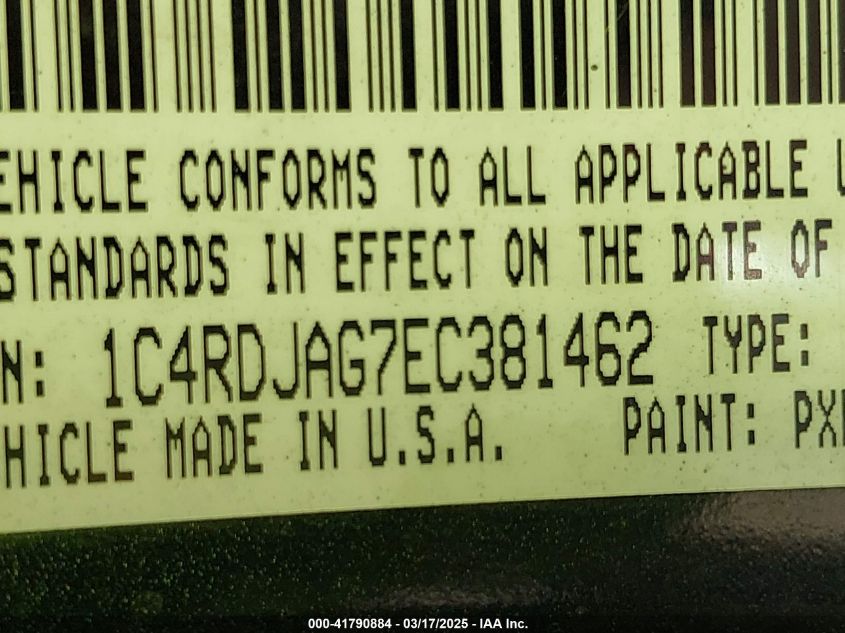 EHICLE CONFORMS TO ALL APPLICABLE U
STANDARDS IN EFFECT ON THE DATE OF
N: 1C4RDJAG7EC381462 TYPE:
HICLE MADE IN U.S.A. PAINT: PX
000-41790884 - 03/17/2025 - IAA Inc.